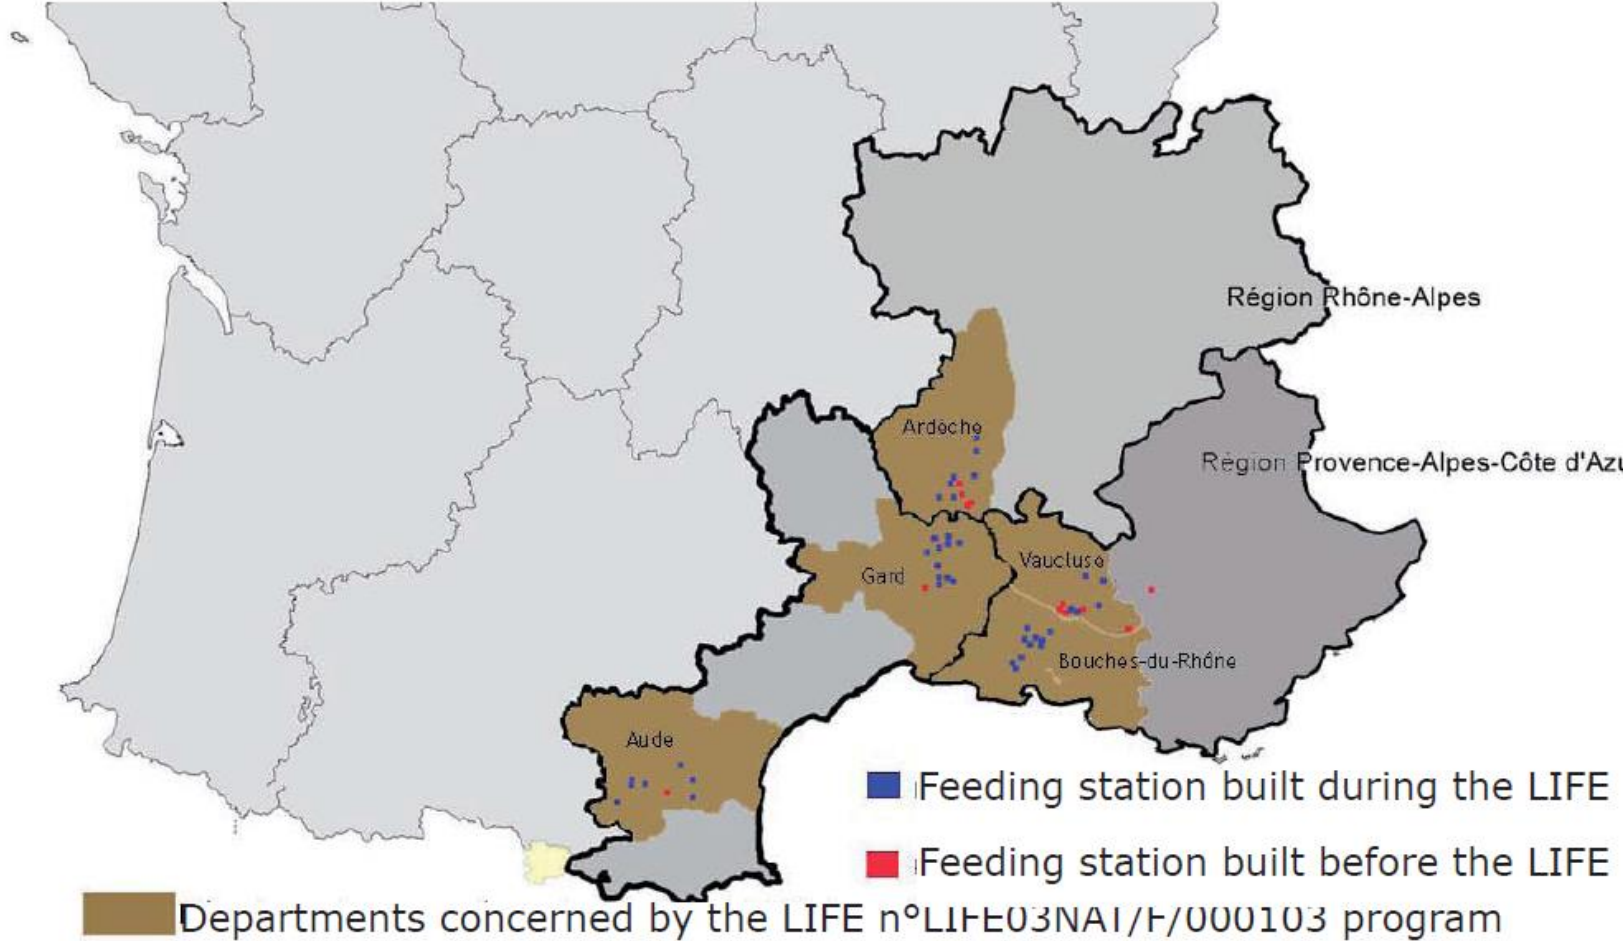 Région Rhône-Alpes
Ardèche
Région Provence-Alpes-Côte d'Azu
Vaucluse
Gard
Bouches-du-Rhône
Aude
Feeding station built during the LIFE
Feeding station built before the LIFE
Departments concerned by the LIFE n°LIFE03NAT/F/000103 program